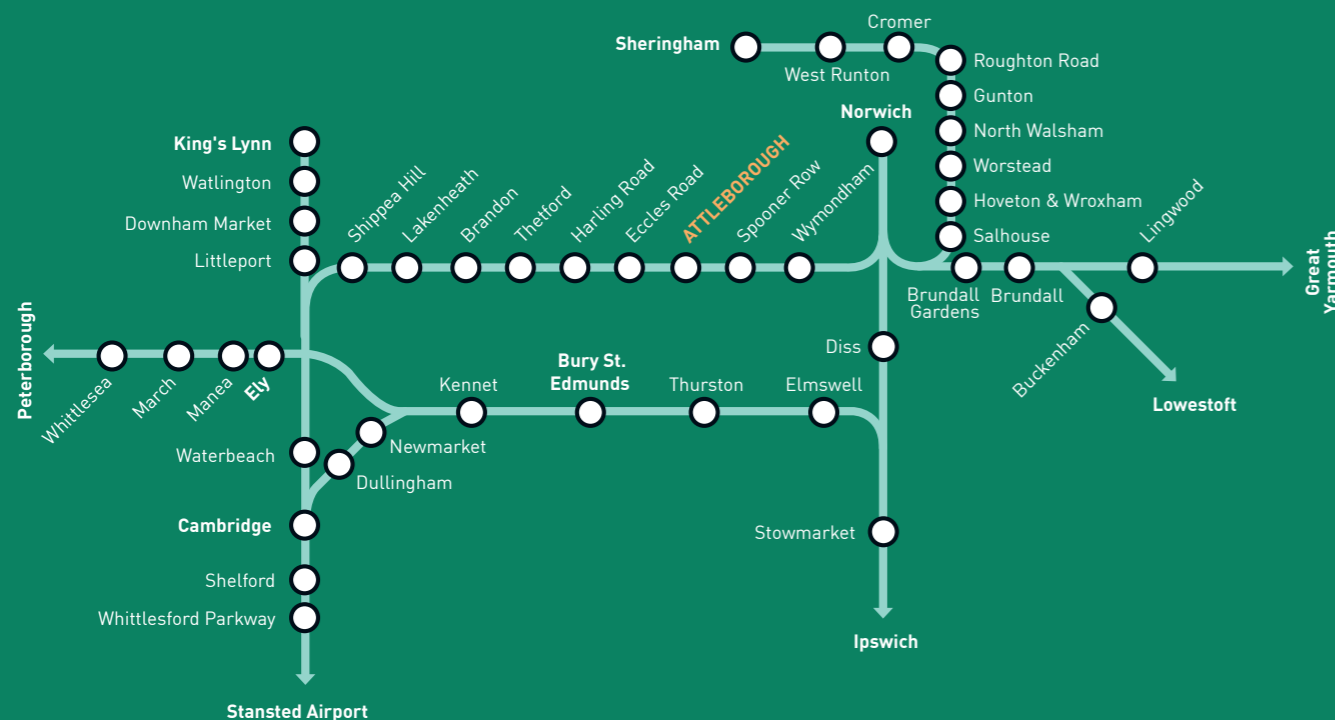 Cromer
Sheringham
West Runton
Roughton Road
Gunton
North Walsham
Worstead
Hoveton & Wroxham
Salhouse
Norwich
King's Lynn
Watlington
Downham Market
Littleport
Shippea Hill
Lakenheath
Brandon
Thetford
Harling Road
Eccles Road
ATTLEBOROUGH
Spooner Row
Wymondham
Lingwood
Great
Yarmouth
Brundall
Gardens
Brundall
Buckenham
Lowestoft
Diss
Peterborough
Whittlesea
March
Manea
Ely
Kennet
Bury St.
Edmunds
Thurston
Elmswell
Newmarket
Dullingham
Waterbeach
Cambridge
Shelford
Whittlesford Parkway
Stansted Airport
Stowmarket
Ipswich